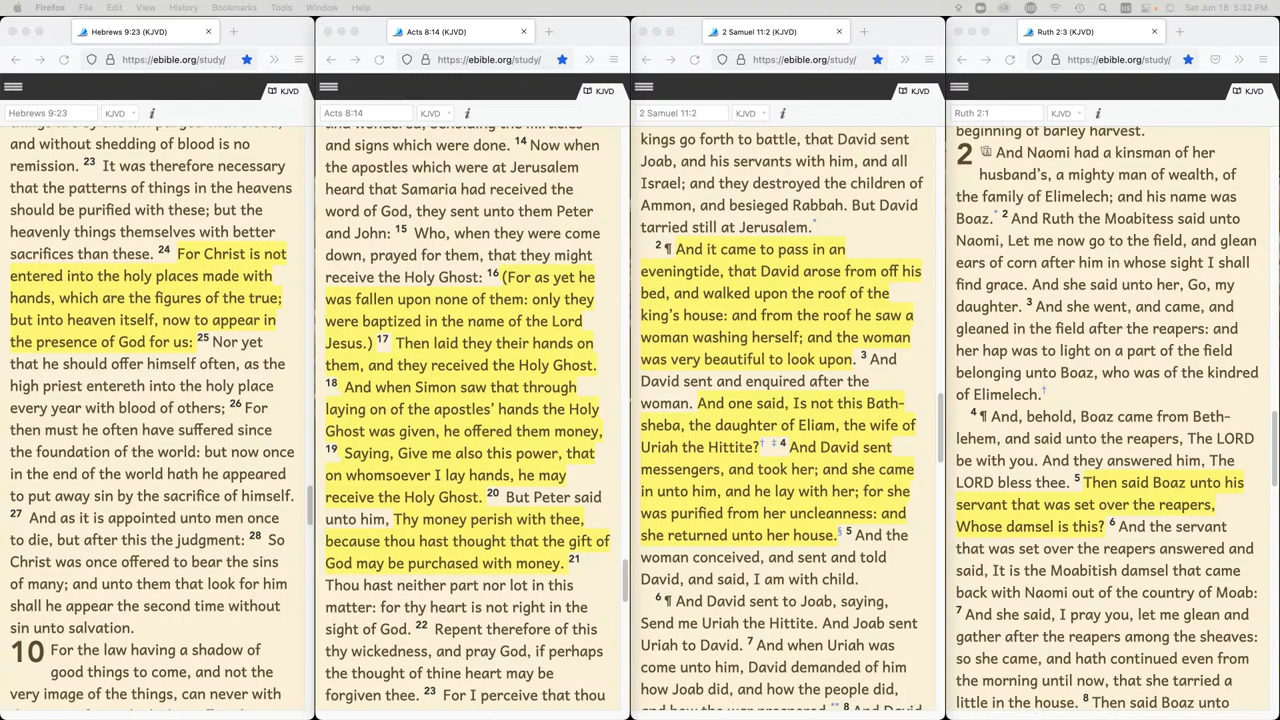 Firefox File Edit View History Bookmarks Tools Window Help
Sat Jun 18 5:32 PM
Hebrews 9:23 (KJVD)
https://ebible.org/study/
KJVD
Hebrews 9:23
KJVD
i
and without shedding of blood is no
remission. 23 It was therefore necessary
that the patterns of things in the heavens
should be purified with these; but the
heavenly things themselves with better
sacrifices than these. 24 For Christ is not
entered into the holy places made with
hands, which are the figures of the true;
but into heaven itself, now to appear in
the presence of God for us: 25 Nor yet
that he should offer himself often, as the
high priest entereth into the holy place
every year with blood of others; 26 For
then must he often have suffered since
the foundation of the world: but now once
in the end of the world hath he appeared
to put away sin by the sacrifice of himself.
27 And as it is appointed unto men once
to die, but after this the judgment: 28 So
Christ was once offered to bear the sins
of many; and unto them that look for him
shall he appear the second time without
sin unto salvation.
10 For the law having a shadow of
good things to come, and not the
very image of the things, can never with
Acts 8:14 (KJVD)
https://ebible.org/study/
KJVD
Acts 8:14
KJVD
i
and wondered, beholding the miracles
and signs which were done. 14 Now when
the apostles which were at Jerusalem
heard that Samaria had received the
word of God, they sent unto them Peter
and John: 15 Who, when they were come
down, prayed for them, that they might
receive the Holy Ghost: 16 (For as yet he
was fallen upon none of them: only they
were baptized in the name of the Lord
Jesus.) 17 Then laid they their hands on
them, and they received the Holy Ghost.
18 And when Simon saw that through
laying on of the apostles' hands the Holy
Ghost was given, he offered them money,
19 Saying, Give me also this power, that
on whomsoever I lay hands, he may
receive the Holy Ghost. 20 But Peter said
unto him, Thy money perish with thee,
because thou hast thought that the gift of
God may be purchased with money. 21
Thou hast neither part nor lot in this
matter: for thy heart is not right in the
sight of God. 22 Repent therefore of this
thy wickedness, and pray God, if perhaps
the thought of thine heart may be
forgiven thee. 23 For I perceive that thou
2 Samuel 11:2 (KJVD)
https://ebible.org/study/
KJVD
2 Samuel 11:2
KJVD
i
kings go forth to battle, that David sent
Joab, and his servants with him, and all
Israel; and they destroyed the children of
Ammon, and besieged Rabbah. But David
tarried still at Jerusalem.*
2 ¶ And it came to pass in an
eveningtide, that David arose from off his
bed, and walked upon the roof of the
king's house: and from the roof he saw a
woman washing herself; and the woman
was very beautiful to look upon. 3 And
David sent and enquired after the
woman. And one said, Is not this Bath-
sheba, the daughter of Eliam, the wife of
Uriah the Hittite?† ‡ 4 And David sent
messengers, and took her; and she came
in unto him, and he lay with her; for she
was purified from her uncleanness: and
she returned unto her house.§ 5 And the
woman conceived, and sent and told
David, and said, I am with child.
6 ¶ And David sent to Joab, saying,
Send me Uriah the Hittite. And Joab sent
Uriah to David. 7 And when Uriah was
come unto him, David demanded of him
how Joab did, and how the people did,
and how the war prospered.** 8 And David
Ruth 2:3 (KJVD)
https://ebible.org/study/
KJVD
Ruth 2:1
KJVD
i
beginning of barley harvest.
2 And Naomi had a kinsman of her
husband's, a mighty man of wealth, of
the family of Elimelech; and his name was
Boaz.* 2 And Ruth the Moabitess said unto
Naomi, Let me now go to the field, and glean
ears of corn after him in whose sight I shall
find grace. And she said unto her, Go, my
daughter. 3 And she went, and came, and
gleaned in the field after the reapers: and
her hap was to light on a part of the field
belonging unto Boaz, who was of the kindred
of Elimelech.†
4 ¶ And, behold, Boaz came from Beth-
lehem, and said unto the reapers, The LORD
be with you. And they answered him, The
LORD bless thee. 5 Then said Boaz unto his
servant that was set over the reapers,
Whose damsel is this? 6 And the servant
that was set over the reapers answered and
said, It is the Moabitish damsel that came
back with Naomi out of the country of Moab:
7 And she said, I pray you, let me glean and
gather after the reapers among the sheaves:
so she came, and hath continued even from
the morning until now, that she tarried a
little in the house. 8 Then said Boaz unto